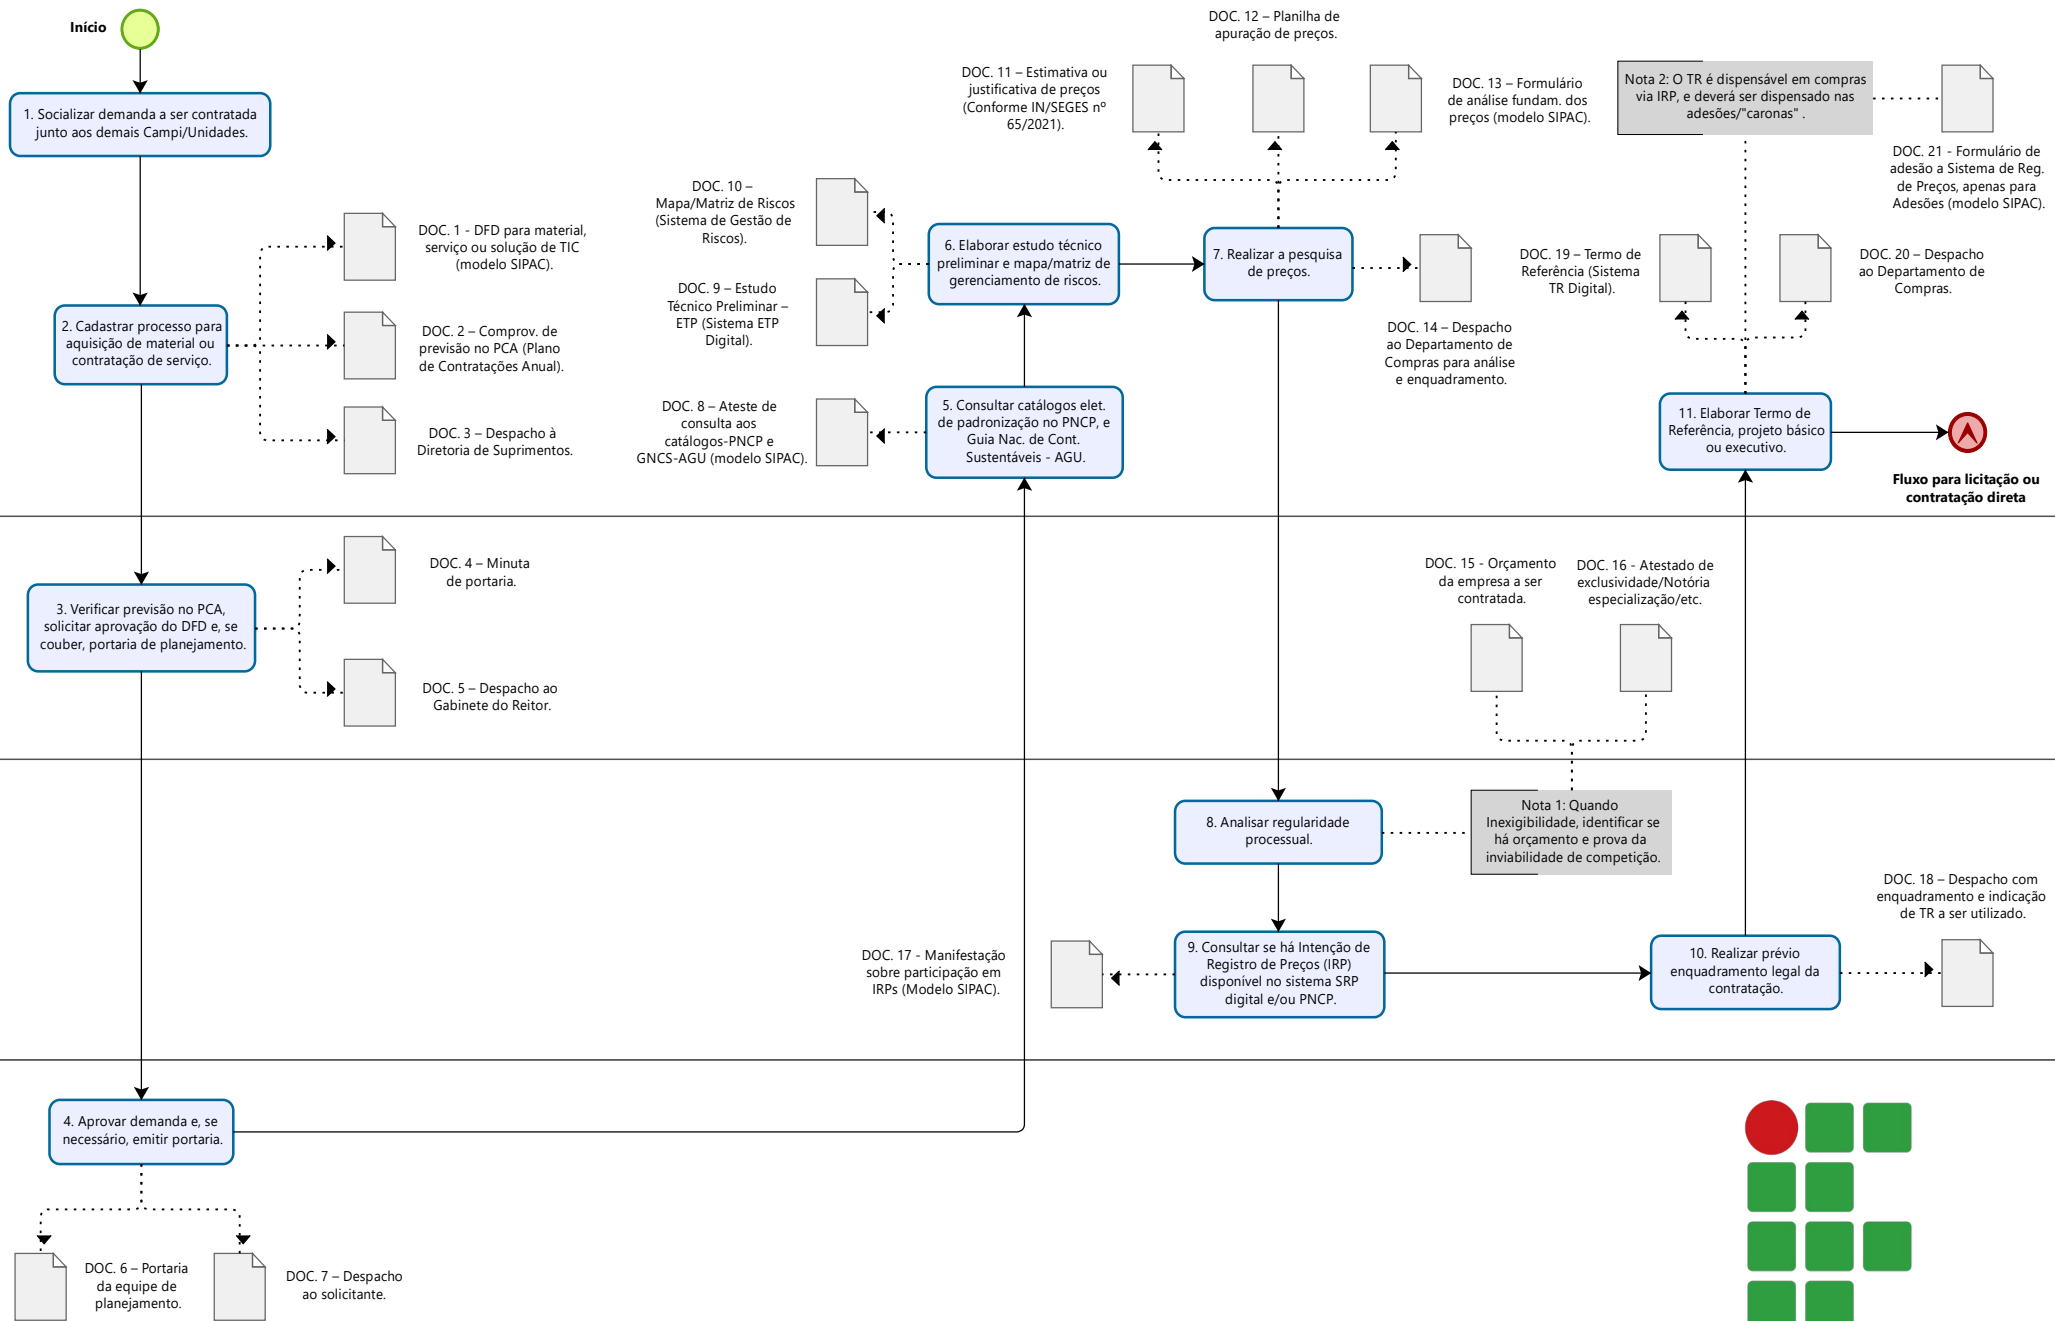 Início
1. Socializar demanda a ser contratada
junto aos demais Campi/Unidades.
DOC. 1 - DFD para material,
serviço ou solução de TIC
(modelo SIPAC).
2. Cadastrar processo para
aquisição de material ou
contratação de serviço.
DOC. 2 – Comprov. de
previsão no PCA (Plano
de Contratações Anual).
DOC. 3 – Despacho à
Diretoria de Suprimentos.
DOC. 10 –
Mapa/Matriz de Riscos
(Sistema de Gestão de
Riscos).
DOC. 9 – Estudo
Técnico Preliminar –
ETP (Sistema ETP
Digital).
DOC. 8 – Ateste de
consulta aos
catálogos-PNCP e
GNCS-AGU (modelo SIPAC).
6. Elaborar estudo técnico
preliminar e mapa/matriz de
gerenciamento de riscos.
5. Consultar catálogos elet.
de padronização no PNCP, e
Guia Nac. de Cont.
Sustentáveis - AGU.
DOC. 12 – Planilha de
apuração de preços.
DOC. 11 – Estimativa ou
justificativa de preços
(Conforme IN/SEGES nº
65/2021).
DOC. 13 – Formulário
de análise fundam. dos
preços (modelo SIPAC).
7. Realizar a pesquisa
de preços.
DOC. 14 – Despacho
ao Departamento de
Compras para análise
e enquadramento.
Nota 2: O TR é dispensável em compras
via IRP, e deverá ser dispensado nas
adesões/"caronas" .
DOC. 21 - Formulário de
adesão a Sistema de Reg.
de Preços, apenas para
Adesões (modelo SIPAC).
DOC. 19 – Termo de
Referência (Sistema
TR Digital).
DOC. 20 – Despacho
ao Departamento de
Compras.
11. Elaborar Termo de
Referência, projeto básico
ou executivo.
Fluxo para licitação ou
contratação direta
DOC. 4 – Minuta
de portaria.
3. Verificar previsão no PCA,
solicitar aprovação do DFD e, se
couber, portaria de planejamento.
DOC. 5 – Despacho ao
Gabinete do Reitor.
DOC. 15 - Orçamento
da empresa a ser
contratada.
DOC. 16 - Atestado de
exclusividade/Notória
especialização/etc.
8. Analisar regularidade
processual.
Nota 1: Quando
Inexigibilidade, identificar se
há orçamento e prova da
inviabilidade de competição.
DOC. 17 - Manifestação
sobre participação em
IRPs (Modelo SIPAC).
9. Consultar se há Intenção de
Registro de Preços (IRP)
disponível no sistema SRP
digital e/ou PNCP.
10. Realizar prévio
enquadramento legal da
contratação.
DOC. 18 – Despacho com
enquadramento e indicação
de TR a ser utilizado.
4. Aprovar demanda e, se
necessário, emitir portaria.
DOC. 6 – Portaria
da equipe de
planejamento.
DOC. 7 – Despacho
ao solicitante.